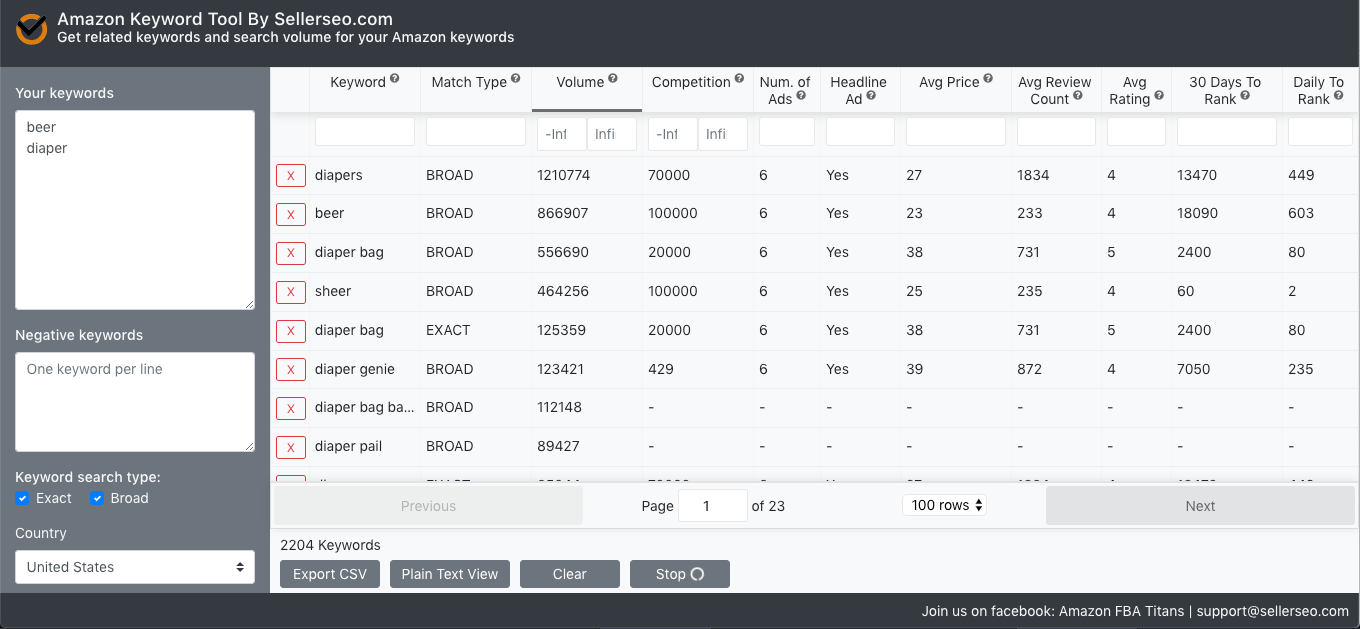 Amazon Keyword Tool By Sellerseo.com
Get related keywords and search volume for your Amazon keywords
Your keywords
beer
diaper
Negative keywords
One keyword per line
Keyword search type:
Exact Broad
Country
United States
Keyword ? Match Type ? Volume ? Competition ? Num. of Ads ? Headline Ad ? Avg Price ? Avg Review Count ? Avg Rating ? 30 Days To Rank ? Daily To Rank ?
-Inf Infi -Inf Infi
X diapers BROAD 1210774 70000 6 Yes 27 1834 4 13470 449
X beer BROAD 866907 100000 6 Yes 23 233 4 18090 603
X diaper bag BROAD 556690 20000 6 Yes 38 731 5 2400 80
X sheer BROAD 464256 100000 6 Yes 25 235 4 60 2
X diaper bag EXACT 125359 20000 6 Yes 38 731 5 2400 80
X diaper genie BROAD 123421 429 6 Yes 39 872 4 7050 235
X diaper bag ba... BROAD 112148 - - - - - - - -
X diaper pail BROAD 89427 - - - - - - - -
Previous Page 1 of 23 100 rows Next
2204 Keywords
Export CSV Plain Text View Clear Stop
Join us on facebook: Amazon FBA Titans | support@sellerseo.com